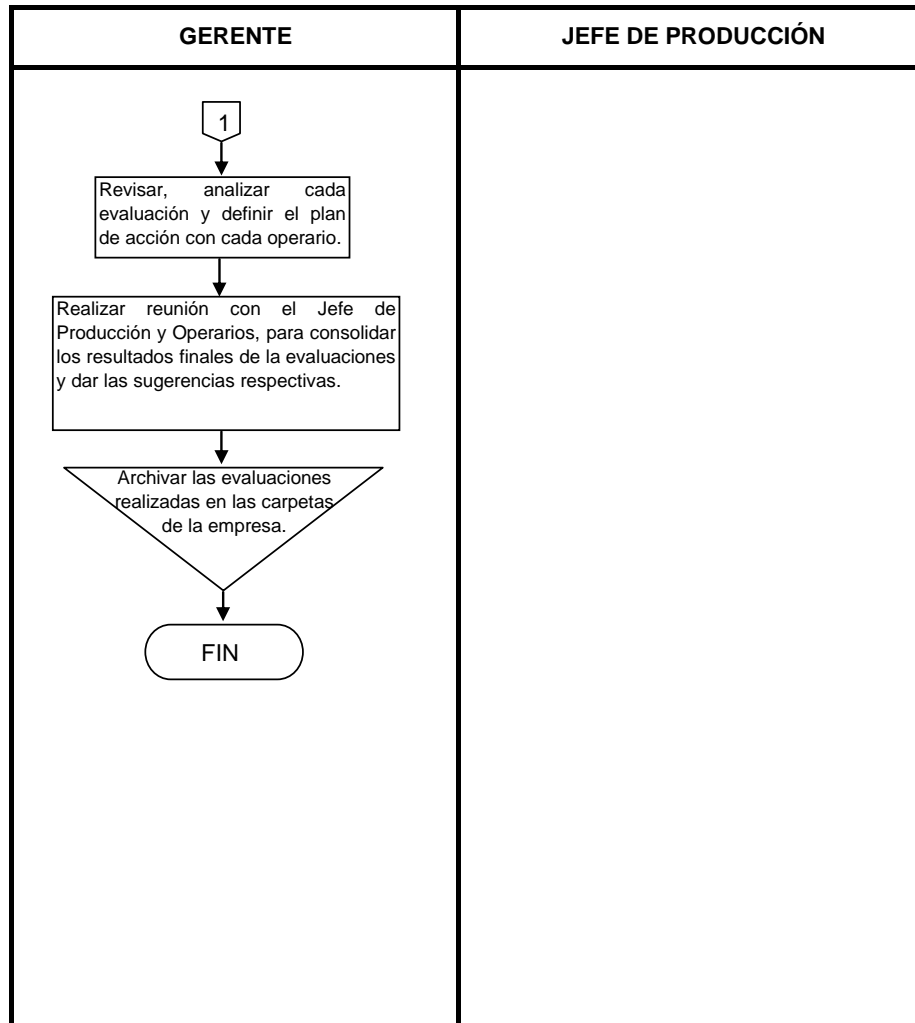 GERENTE
JEFE DE PRODUCCIÓN
1
Revisar, analizar cada
evaluación y definir el plan
de acción con cada operario.
Realizar reunión con el Jefe de
Producción y Operarios, para consolidar
los resultados finales de la evaluaciones
y dar las sugerencias respectivas.
Archivar las evaluaciones
realizadas en las carpetas
de la empresa.
FIN